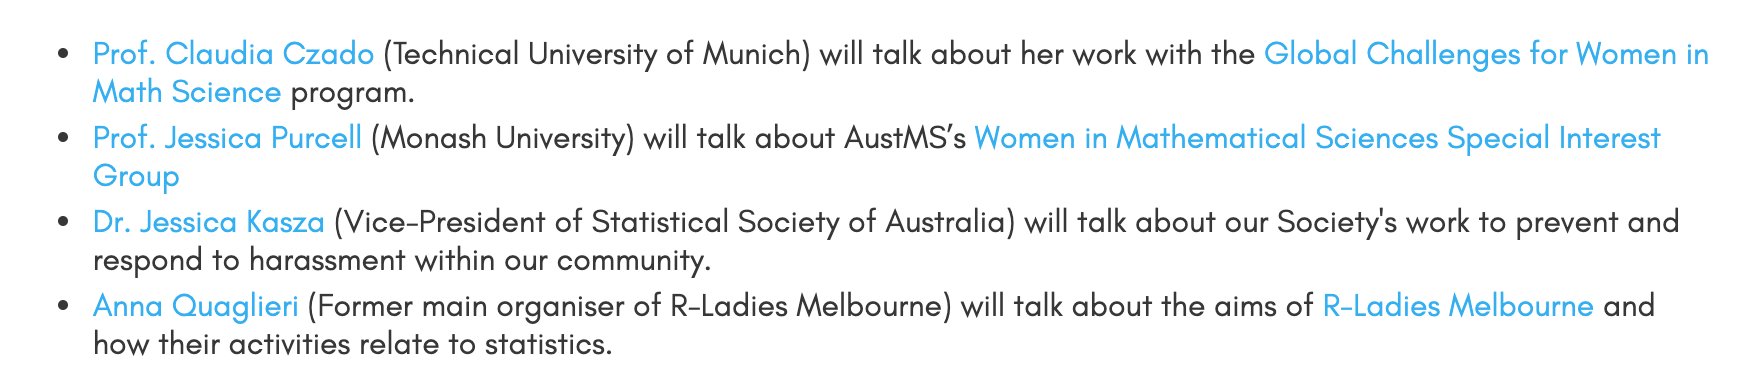 • Prof. Claudia Czado (Technical University of Munich) will talk about her work with the Global Challenges for Women in
Math Science program.
• Prof. Jessica Purcell (Monash University) will talk about AustMS’s Women in Mathematical Sciences Special Interest
Group
• Dr. Jessica Kasza (Vice-President of Statistical Society of Australia) will talk about our Society's work to prevent and
respond to harassment within our community.
• Anna Quaglieri (Former main organiser of R-Ladies Melbourne) will talk about the aims of R-Ladies Melbourne and
how their activities relate to statistics.